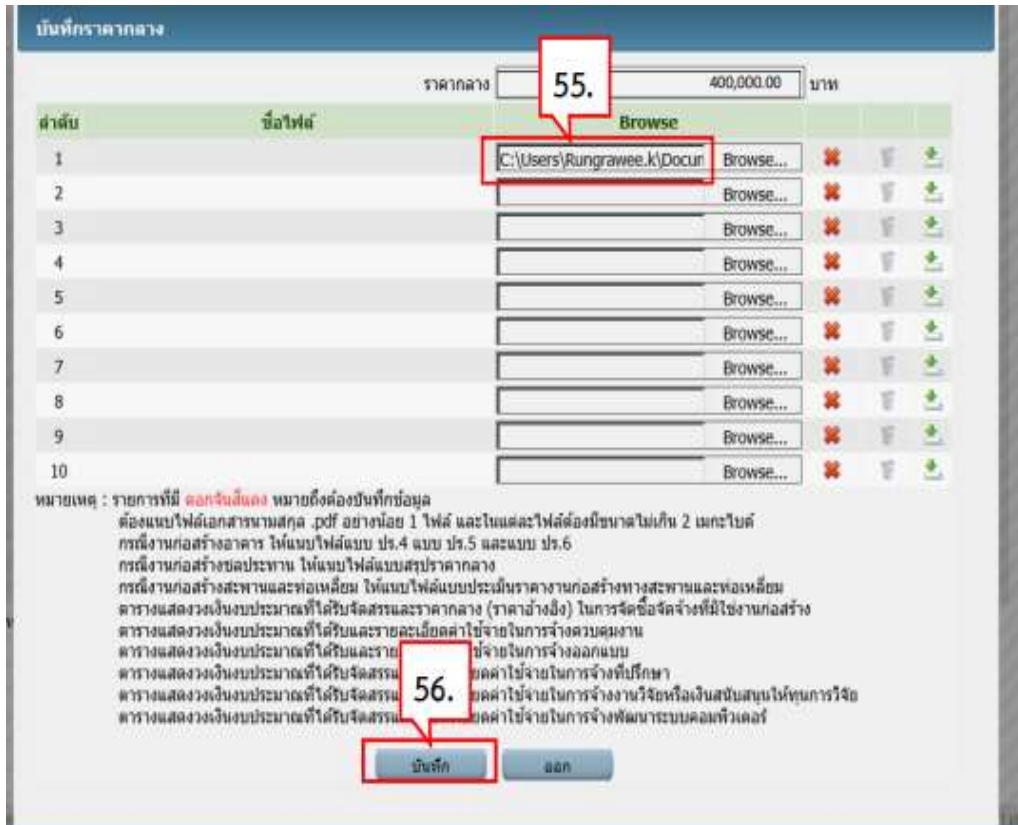 บันทึกราคากลาง
ราคากลาง 400,000.00 บาท
55.
ลำดับ ชื่อไฟล์ Browse
1 C:\Users\Rungrawee.k\Docun Browse...
2 Browse...
3 Browse...
4 Browse...
5 Browse...
6 Browse...
7 Browse...
8 Browse...
9 Browse...
10 Browse...
หมายเหตุ : รายการที่มี ดอกจันสีแดง หมายถึงต้องบันทึกข้อมูล
ต้องแนบไฟล์เอกสารนามสกุล .pdf อย่างน้อย 1 ไฟล์ และในแต่ละไฟล์ต้องมีขนาดไม่เกิน 2 เมกะไบต์
กรณีงานก่อสร้างอาคาร ให้แนบไฟล์แบบ ปร.4 แบบ ปร.5 และแบบ ปร.6
กรณีงานก่อสร้างชลประทาน ให้แนบไฟล์แบบสรุปราคากลาง
กรณีงานก่อสร้างสะพานและท่อเหลี่ยม ให้แนบไฟล์แบบประเมินราคางานก่อสร้างทางสะพานและท่อเหลี่ยม
ตารางแสดงวงเงินงบประมาณที่ได้รับจัดสรรและราคากลาง (ราคาอ้างอิง) ในการจัดซื้อจัดจ้างที่มิใช่งานก่อสร้าง
ตารางแสดงวงเงินงบประมาณที่ได้รับและรายละเอียดค่าใช้จ่ายในการจ้างควบคุมงาน
ตารางแสดงวงเงินงบประมาณที่ได้รับและราย ใช้จ่ายในการจ้างออกแบบ
ตารางแสดงวงเงินงบประมาณที่ได้รับจัดสรร ยดค่าใช้จ่ายในการจ้างที่ปรึกษา
ตารางแสดงวงเงินงบประมาณที่ได้รับจัดสรร ยดค่าใช้จ่ายในการจ้างงานวิจัยหรือเงินสนับสนุนให้ทุนการวิจัย
ตารางแสดงวงเงินงบประมาณที่ได้รับจัดสรร ยดค่าใช้จ่ายในการจ้างพัฒนาระบบคอมพิวเตอร์
56.
บันทึก ออก